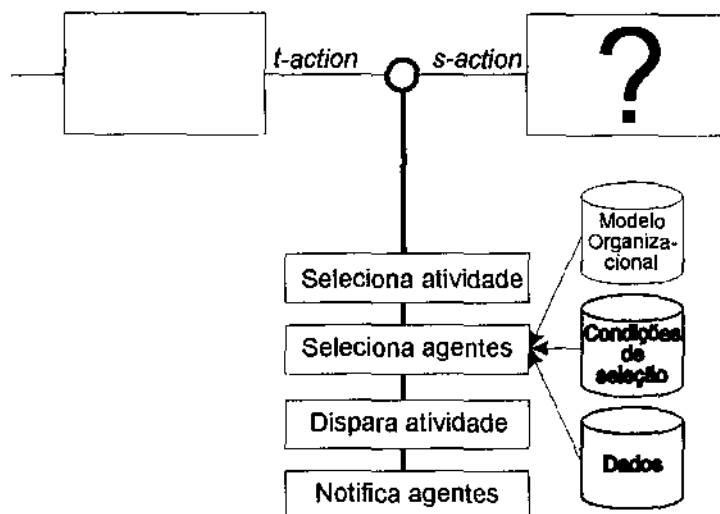 t-action
s-action
?
Modelo
Organiza-
cional
Seleciona atividade
Condições
de
seleção
Seleciona agentes
Dispara atividade
Dados
Notifica agentes